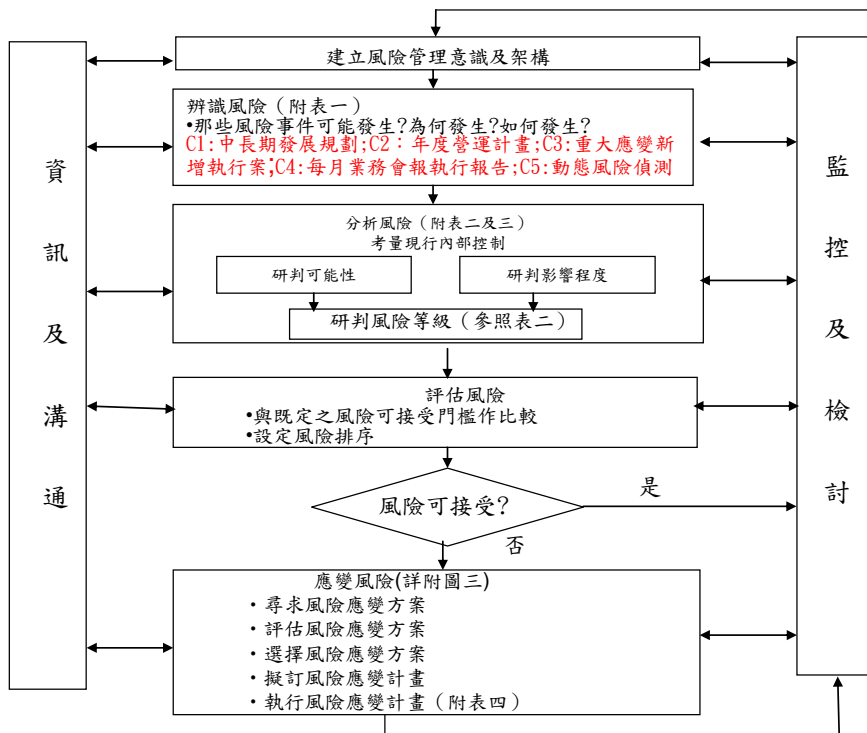 建立風險管理意識及架構
辨識風險（附表一）
•那些風險事件可能發生?為何發生?如何發生?
C1:中長期發展規劃;C2：年度營運計畫;C3:重大應變新
增執行案;C4:每月業務會報執行報告;C5:動態風險偵測
分析風險（附表二及三）
考量現行內部控制
研判可能性
研判影響程度
研判風險等級（參照表二）
評估風險
•與既定之風險可接受門檻作比較
•設定風險排序
風險可接受?
是
否
應變風險(詳附圖三)
・尋求風險應變方案
・評估風險應變方案
・選擇風險應變方案
・擬訂風險應變計畫
・執行風險應變計畫（附表四）
資訊及溝通
監控及檢討